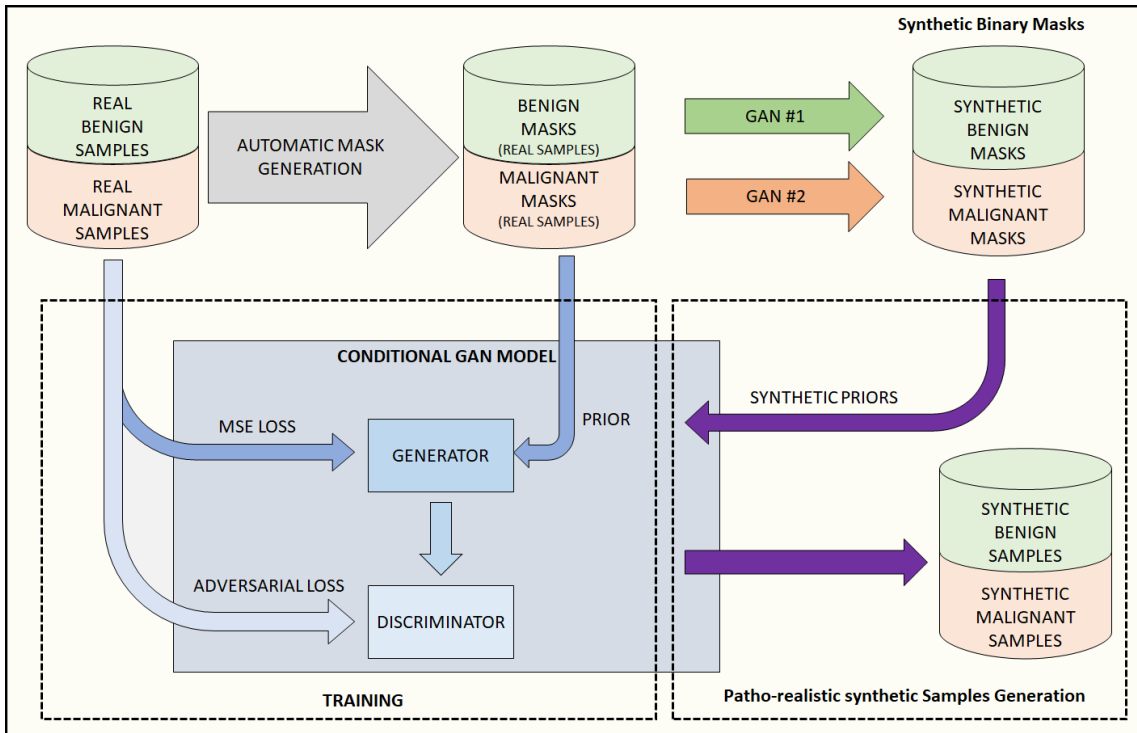 Synthetic Binary Masks
REAL
BENIGN
SAMPLES
REAL
MALIGNANT
SAMPLES
AUTOMATIC MASK
GENERATION
BENIGN
MASKS
(REAL SAMPLES)
MALIGNANT
MASKS
(REAL SAMPLES)
GAN #1
GAN #2
SYNTHETIC
BENIGN
MASKS
SYNTHETIC
MALIGNANT
MASKS
CONDITIONAL GAN MODEL
MSE LOSS
GENERATOR
PRIOR
ADVERSARIAL LOSS
DISCRIMINATOR
TRAINING
SYNTHETIC PRIORS
SYNTHETIC
BENIGN
SAMPLES
SYNTHETIC
MALIGNANT
SAMPLES
Patho-realistic synthetic Samples Generation